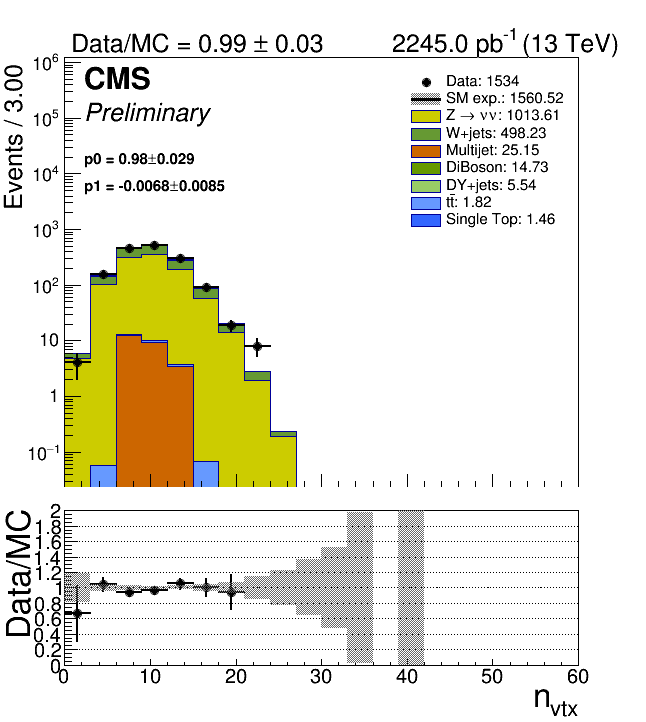 Data/MC = 0.99 ± 0.03
2245.0 pb⁻¹ (13 TeV)
Events / 3.00
CMS
Preliminary
p0 = 0.98±0.029
p1 = -0.0068±0.0085
Data: 1534
SM exp.: 1560.52
Z → νν: 1013.61
W+jets: 498.23
Multijet: 25.15
DiBoson: 14.73
DY+jets: 5.54
tt̄: 1.82
Single Top: 1.46
10⁶
10⁵
10⁴
10³
10²
10
1
10⁻¹
Data/MC
2
1.8
1.6
1.4
1.2
1
0.8
0.6
0.4
0.2
0
0 10 20 30 40 50 60
n_vtx